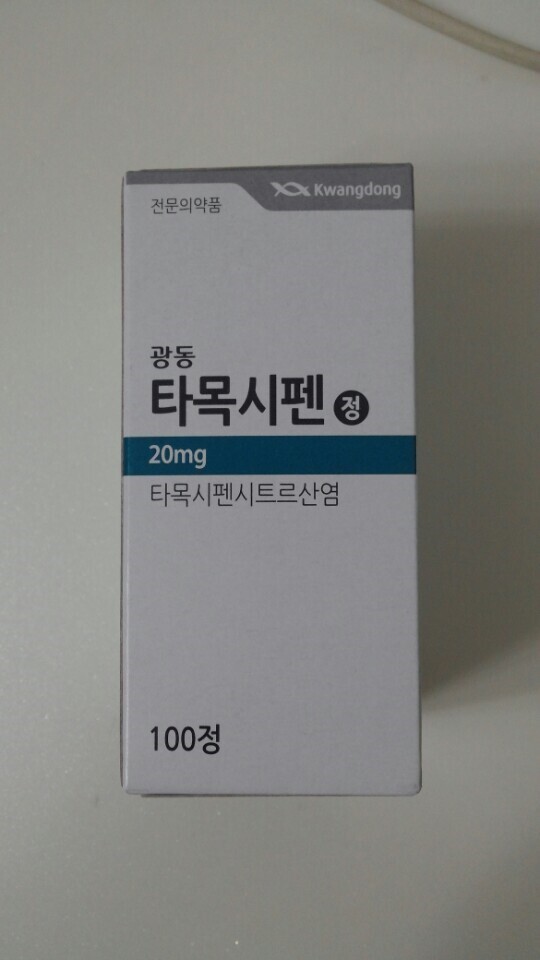 Kwangdong
전문의약품
광동
타목시펜 정
20mg
타목시펜시트르산염
100정